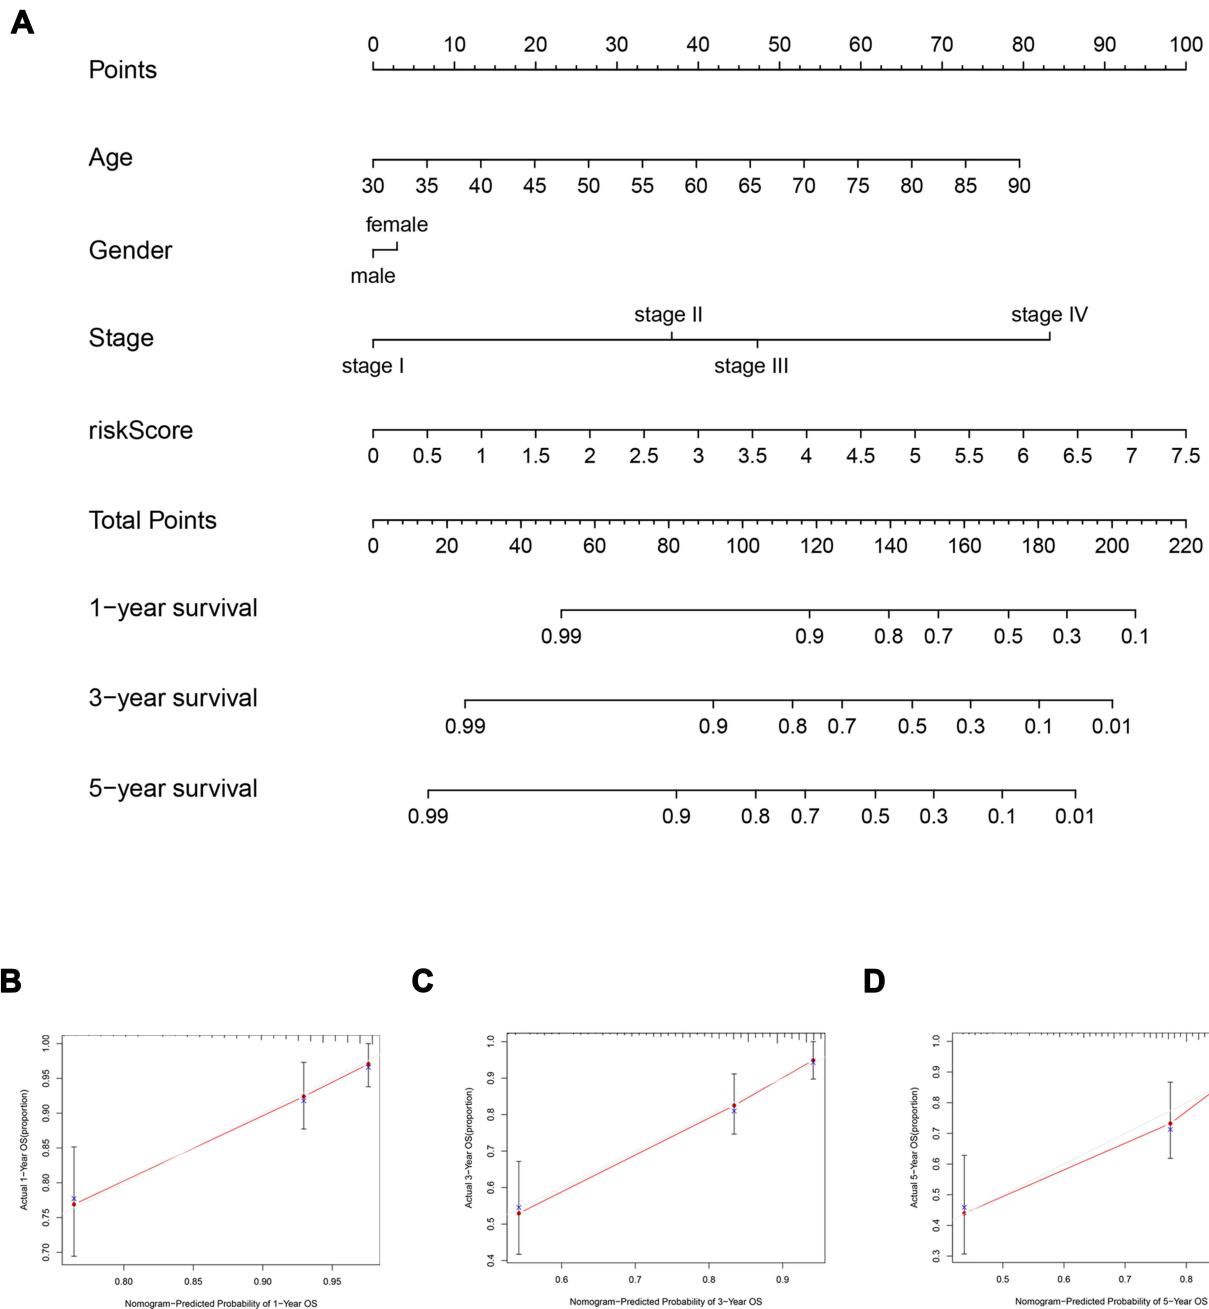 A
Points
0 10 20 30 40 50 60 70 80 90 100
Age
30 35 40 45 50 55 60 65 70 75 80 85 90
female
Gender
male
stage II stage IV
Stage
stage I stage III
riskScore
0 0.5 1 1.5 2 2.5 3 3.5 4 4.5 5 5.5 6 6.5 7 7.5
Total Points
0 20 40 60 80 100 120 140 160 180 200 220
1−year survival
0.99 0.9 0.8 0.7 0.5 0.3 0.1
3−year survival
0.99 0.9 0.8 0.7 0.5 0.3 0.1 0.01
5−year survival
0.99 0.9 0.8 0.7 0.5 0.3 0.1 0.01
B
Actual 1−Year OS(proportion)
1.00
0.95
0.90
0.85
0.80
0.75
0.70
0.80 0.85 0.90 0.95
Nomogram−Predicted Probability of 1−Year OS
C
Actual 3−Year OS(proportion)
1.0
0.9
0.8
0.7
0.6
0.5
0.4
0.6 0.7 0.8 0.9
Nomogram−Predicted Probability of 3−Year OS
D
Actual 5−Year OS(proportion)
1.0
0.9
0.8
0.7
0.6
0.5
0.4
0.3
0.5 0.6 0.7 0.8
Nomogram−Predicted Probability of 5−Year OS